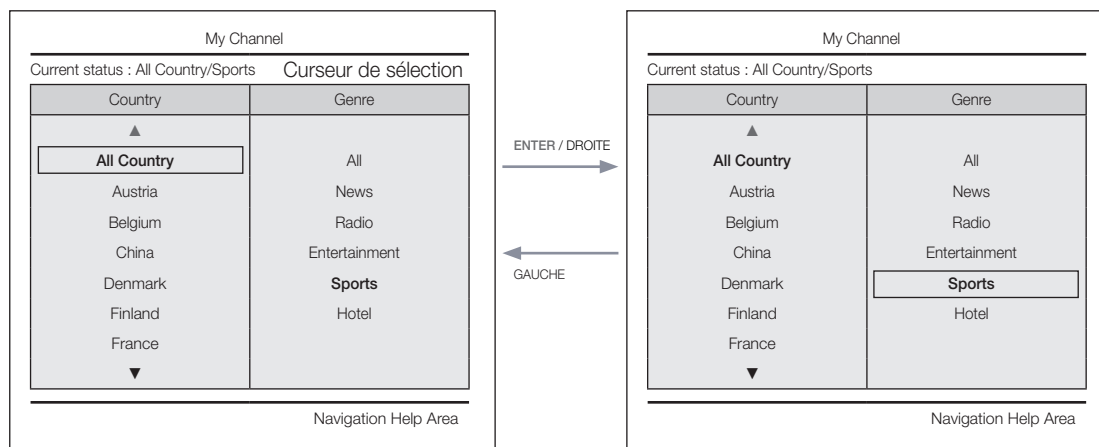 My Channel
Current status : All Country/Sports
Curseur de sélection
Country Genre
▲
All Country All
Austria News
Belgium Radio
China Entertainment
Denmark Sports
Finland Hotel
France
▼
Navigation Help Area
ENTER / DROITE
GAUCHE
My Channel
Current status : All Country/Sports
Country Genre
▲
All Country All
Austria News
Belgium Radio
China Entertainment
Denmark Sports
Finland Hotel
France
▼
Navigation Help Area